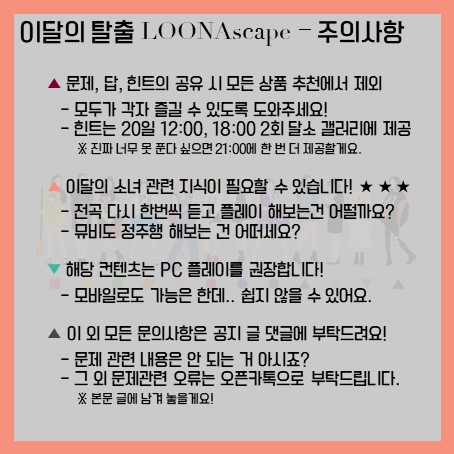 이달의 탈출 LOONAscape – 주의사항
▲ 문제, 답, 힌트의 공유 시 모든 상품 추천에서 제외
- 모두가 각자 즐길 수 있도록 도와주세요!
- 힌트는 20일 12:00, 18:00 2회 달소 갤러리에 제공
※ 진짜 너무 못 푼다 싶으면 21:00에 한 번 더 제공할게요.
▲ 이달의 소녀 관련 지식이 필요할 수 있습니다! ★ ★ ★
- 전곡 다시 한번씩 듣고 플레이 해보는건 어떨까요?
- 뮤비도 정주행 해보는 건 어떠세요?
▼ 해당 컨텐츠는 PC 플레이를 권장합니다!
- 모바일로도 가능은 한데.. 쉽지 않을 수 있어요.
▲ 이 외 모든 문의사항은 공지 글 댓글에 부탁드려요!
- 문제 관련 내용은 안 되는 거 아시죠?
- 그 외 문제관련 오류는 오픈카톡으로 부탁드립니다.
※ 본문 글에 남겨 놓을게요!